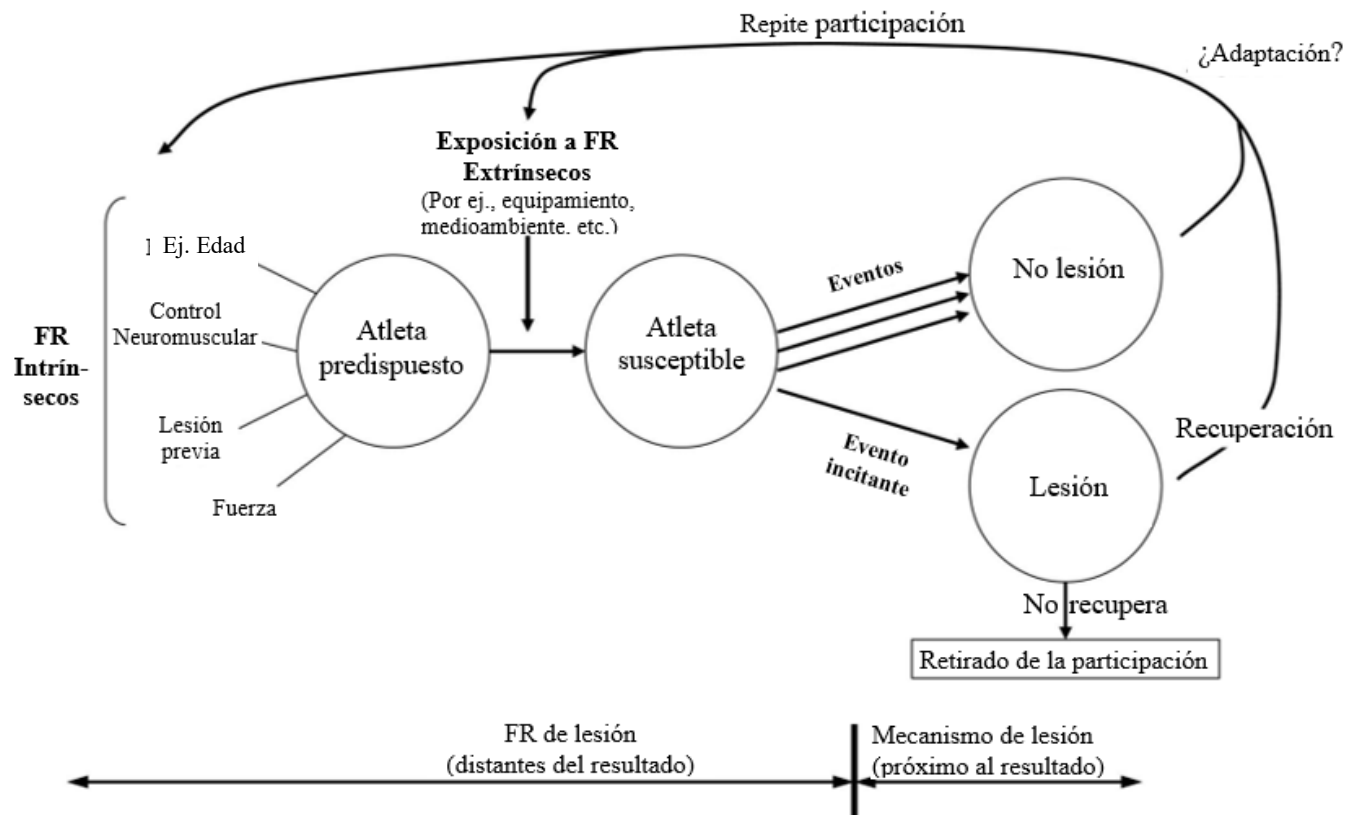 Repite participación
¿Adaptación?
Exposición a FR
Extrínsecos
(Por ej., equipamiento,
medioambiente. etc.)
Ej. Edad
Control
Neuromuscular
Lesión
previa
Fuerza
FR
Intrín-
secos
Atleta
predispuesto
Atleta
susceptible
Eventos
Evento
incitante
No lesión
Lesión
Recuperación
No recupera
Retirado de la participación
FR de lesión
(distantes del resultado)
Mecanismo de lesión
(próximo al resultado)